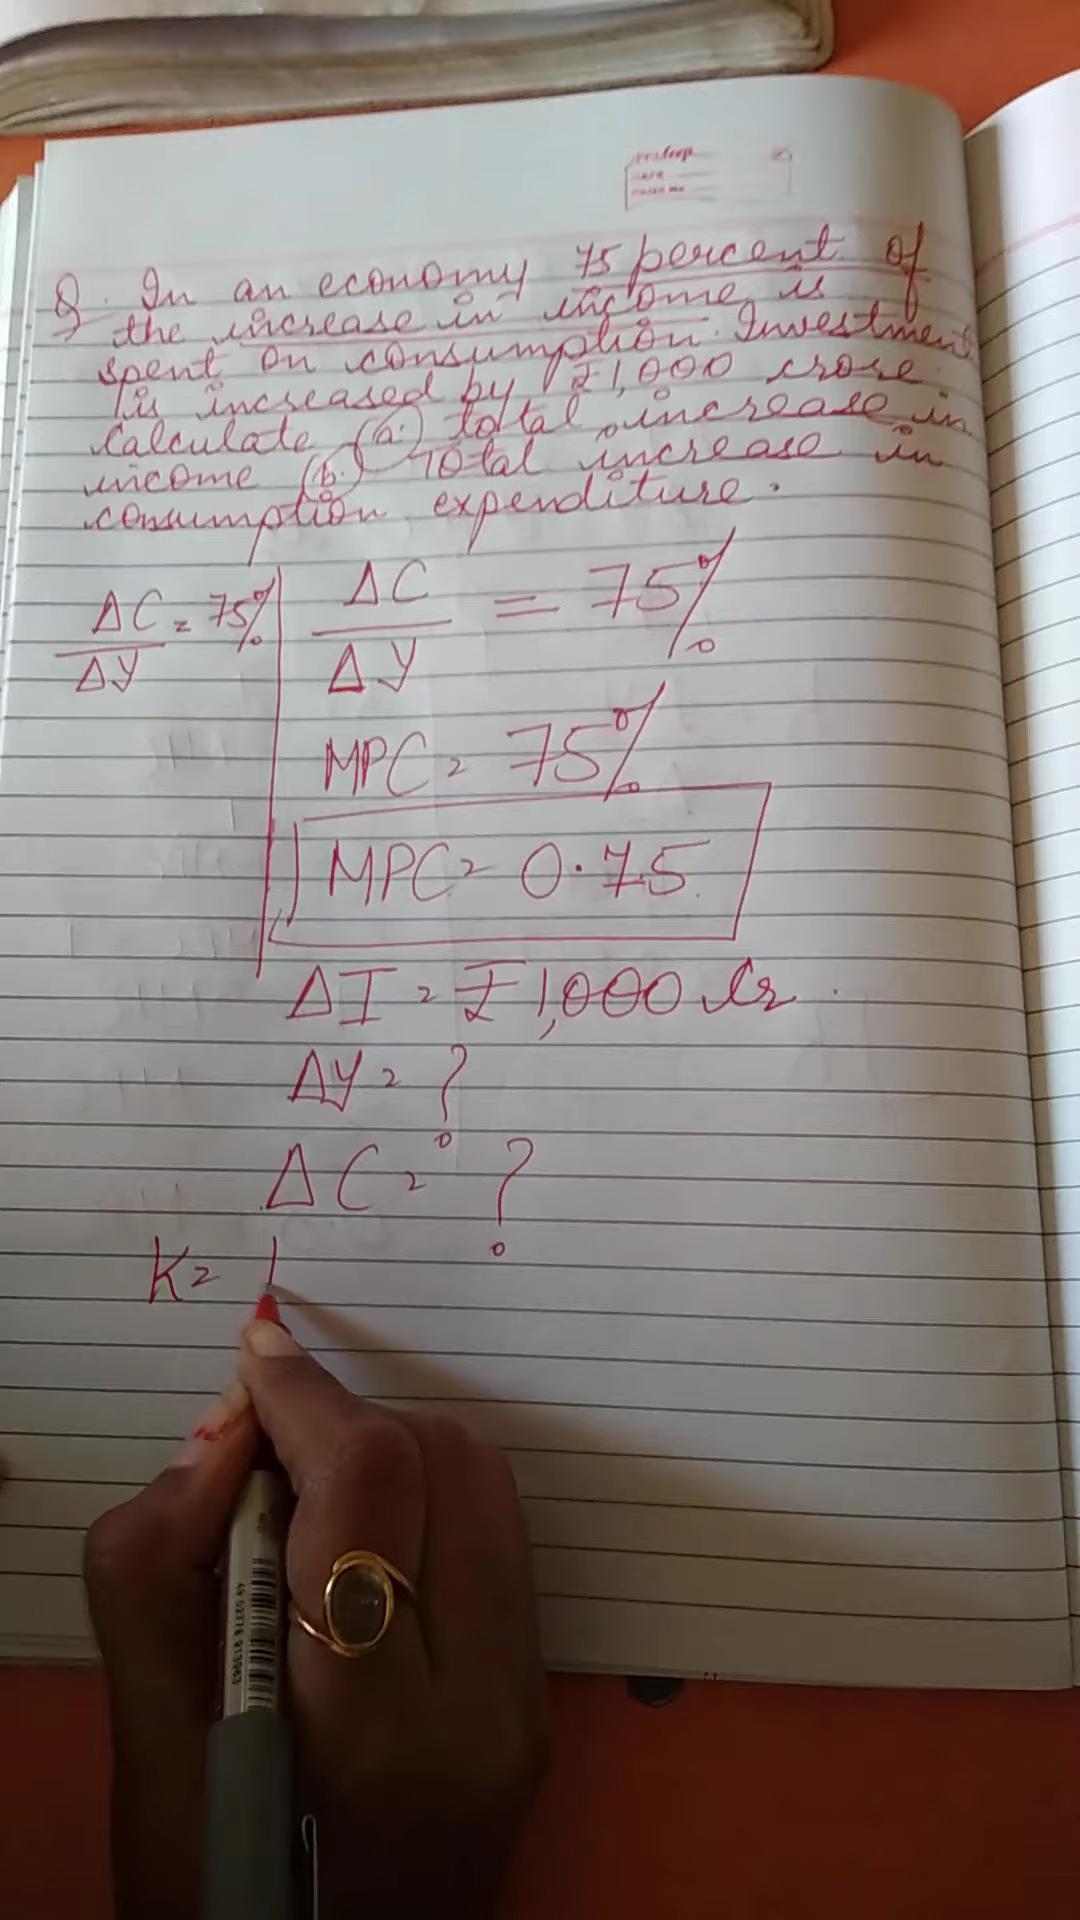 Q. In an economy 75 percent of
the increase in income is
spent on consumption. Investment
is increased by ₹1,000 crore.
Calculate (a.) total increase in
income (b.) Total increase in
consumption expenditure.
ΔC = 75%
ΔY
ΔC = 75%
ΔY
MPC = 75%
MPC = 0.75
ΔI = ₹1,000 Cr
ΔY = ?
ΔC = ?
K = 1